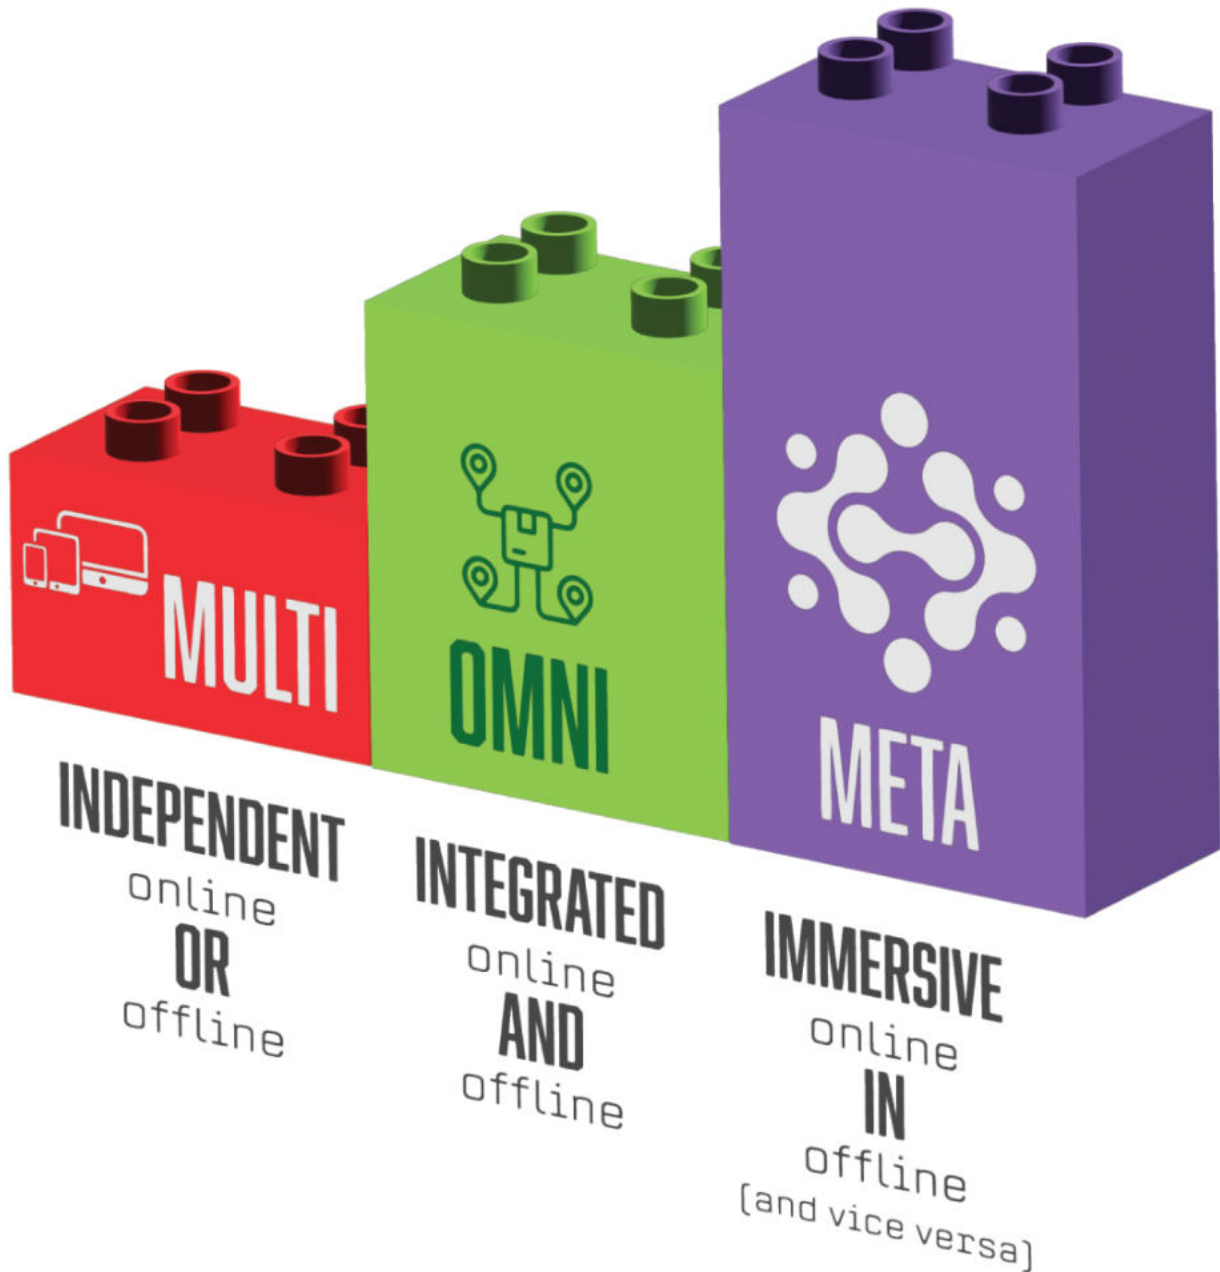 MULTI
OMNI
META
INDEPENDENT
online
OR
offline
INTEGRATED
online
AND
offline
IMMERSIVE
online
IN
offline
(and vice versa)